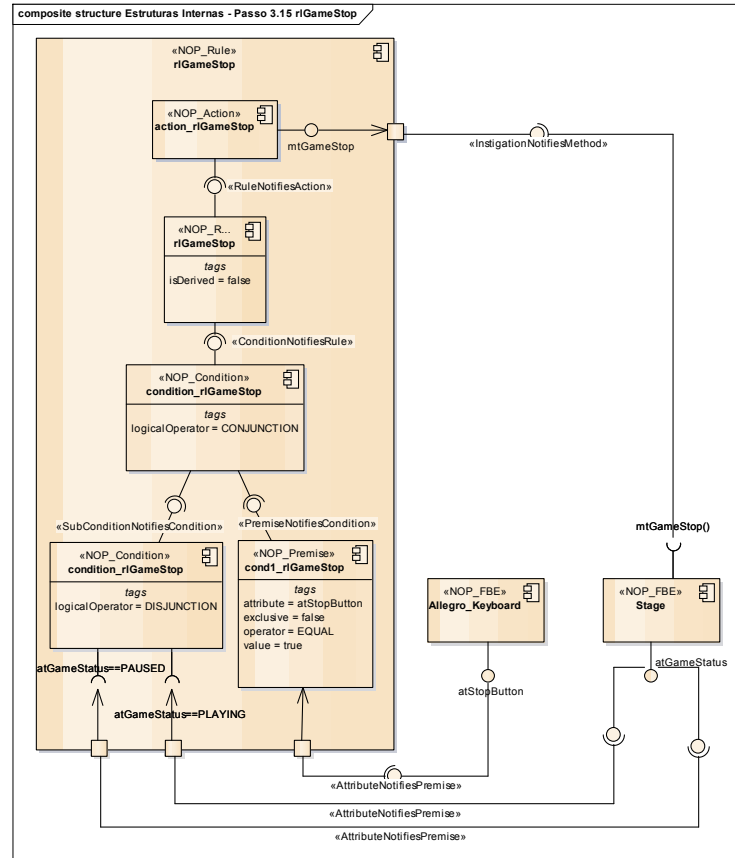 composite structure Estruturas Internas - Passo 3.15 rlGameStop
«NOP_Rule»
rlGameStop
«NOP_Action»
action_rlGameStop
mtGameStop
«InstigationNotifiesMethod»
«RuleNotifiesAction»
«NOP_R...
rlGameStop
tags
isDerived = false
«ConditionNotifiesRule»
«NOP_Condition»
condition_rlGameStop
tags
logicalOperator = CONJUNCTION
«SubConditionNotifiesCondition»
«PremiseNotifiesCondition»
mtGameStop()
«NOP_Condition»
condition_rlGameStop
tags
logicalOperator = DISJUNCTION
«NOP_Premise»
cond1_rlGameStop
tags
attribute = atStopButton
exclusive = false
operator = EQUAL
value = true
«NOP_FBE»
Allegro_Keyboard
«NOP_FBE»
Stage
atGameStatus==PAUSED
atGameStatus
atStopButton
atGameStatus==PLAYING
«AttributeNotifiesPremise»
«AttributeNotifiesPremise»
«AttributeNotifiesPremise»